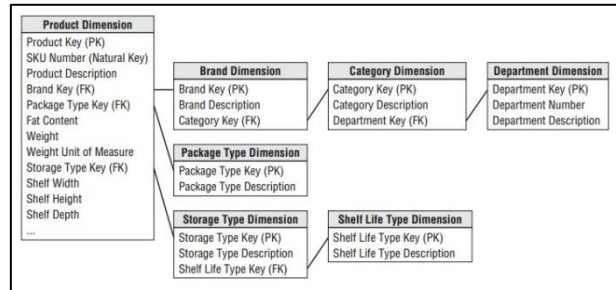 Product Dimension
Product Key (PK)
SKU Number (Natural Key)
Product Description
Brand Key (FK)
Package Type Key (FK)
Fat Content
Weight
Weight Unit of Measure
Storage Type Key (FK)
Shelf Width
Shelf Height
Shelf Depth
...
Brand Dimension
Brand Key (PK)
Brand Description
Category Key (FK)
Category Dimension
Category Key (PK)
Category Description
Department Key (FK)
Department Dimension
Department Key (PK)
Department Number
Department Description
Package Type Dimension
Package Type Key (PK)
Package Type Description
Storage Type Dimension
Storage Type Key (PK)
Storage Type Description
Shelf Life Type Key (FK)
Shelf Life Type Dimension
Shelf Life Type Key (PK)
Shelf Life Type Description